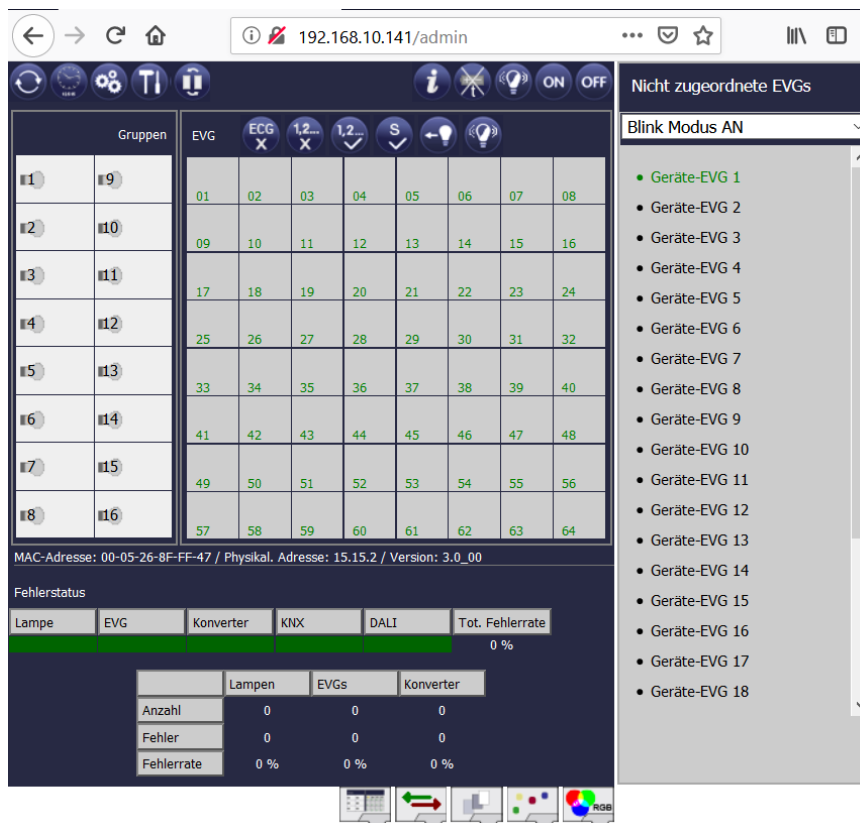 192.168.10.141/admin
i ON OFF
Nicht zugeordnete EVGs
Gruppen
EVG ECG X 1,2... X 1,2... S
Blink Modus AN
1 9
2 10
3 11
4 12
5 13
6 14
7 15
8 16
01 02 03 04 05 06 07 08
09 10 11 12 13 14 15 16
17 18 19 20 21 22 23 24
25 26 27 28 29 30 31 32
33 34 35 36 37 38 39 40
41 42 43 44 45 46 47 48
49 50 51 52 53 54 55 56
57 58 59 60 61 62 63 64
Geräte-EVG 1
Geräte-EVG 2
Geräte-EVG 3
Geräte-EVG 4
Geräte-EVG 5
Geräte-EVG 6
Geräte-EVG 7
Geräte-EVG 8
Geräte-EVG 9
Geräte-EVG 10
Geräte-EVG 11
Geräte-EVG 12
Geräte-EVG 13
Geräte-EVG 14
Geräte-EVG 15
Geräte-EVG 16
Geräte-EVG 17
Geräte-EVG 18
MAC-Adresse: 00-05-26-8F-FF-47 / Physikal. Adresse: 15.15.2 / Version: 3.0_00
Fehlerstatus
Lampe EVG Konverter KNX DALI Tot. Fehlerrate
0 %
Lampen EVGs Konverter
Anzahl 0 0 0
Fehler 0 0 0
Fehlerrate 0 % 0 % 0 %
RGB